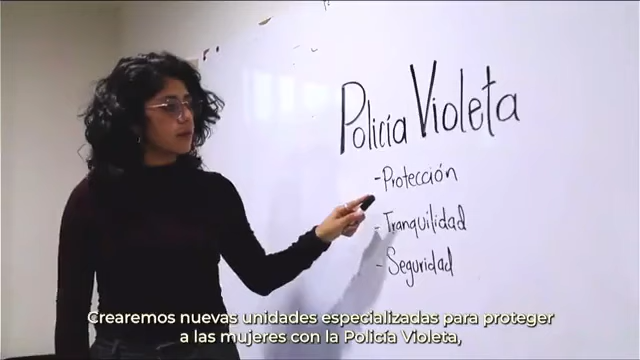 Policía Violeta
-Protección
-Tranquilidad
-Seguridad
Crearemos nuevas unidades especializadas para proteger
a las mujeres con la Policía Violeta,